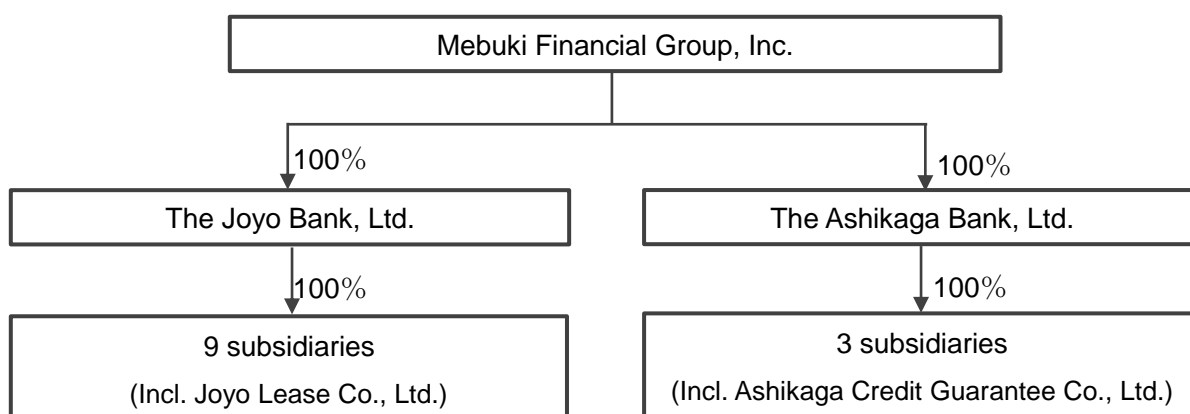 Mebuki Financial Group, Inc.
100%
100%
The Joyo Bank, Ltd.
The Ashikaga Bank, Ltd.
100%
100%
9 subsidiaries
(Incl. Joyo Lease Co., Ltd.)
3 subsidiaries
(Incl. Ashikaga Credit Guarantee Co., Ltd.)